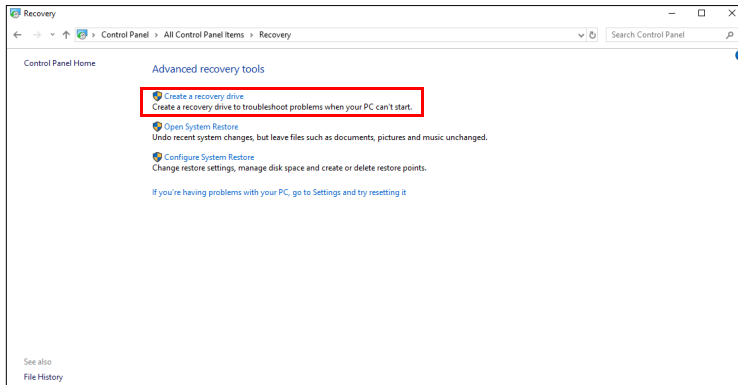 Recovery
Control Panel > All Control Panel Items > Recovery
Search Control Panel
Control Panel Home
Advanced recovery tools
Create a recovery drive
Create a recovery drive to troubleshoot problems when your PC can't start.
Open System Restore
Undo recent system changes, but leave files such as documents, pictures and music unchanged.
Configure System Restore
Change restore settings, manage disk space and create or delete restore points.
If you're having problems with your PC, go to Settings and try resetting it
See also
File History